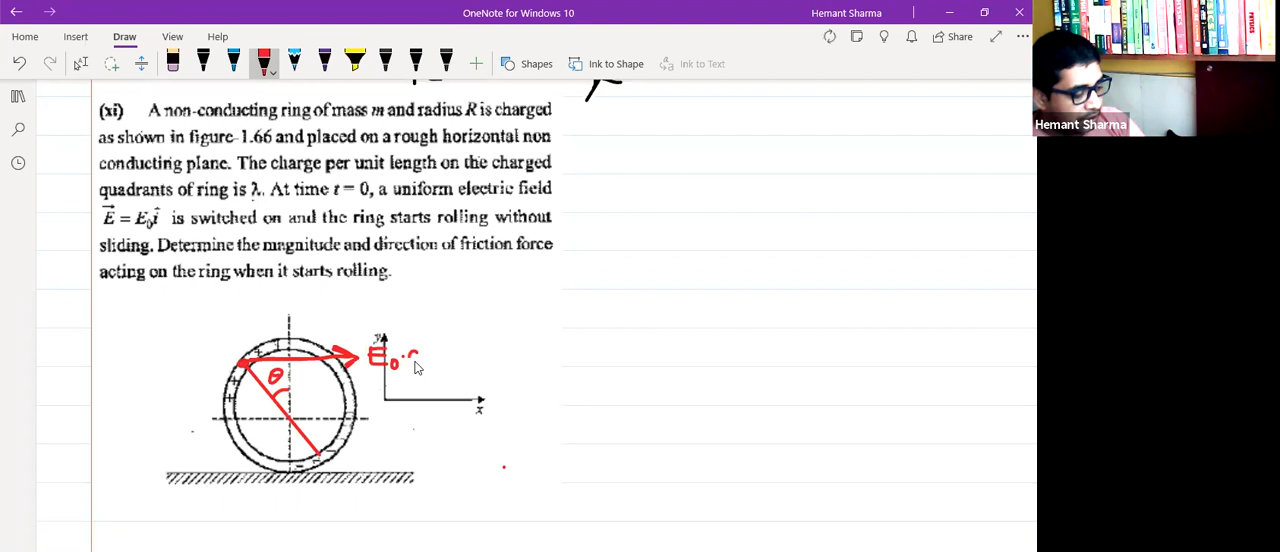 OneNote for Windows 10
Hemant Sharma
Home Insert Draw View Help
Share
Shapes
Ink to Shape
Ink to Text
Hemant Sharma
(xi) A non-conducting ring of mass m and radius R is charged
as shown in figure-1.66 and placed on a rough horizontal non
conducting plane. The charge per unit length on the charged
quadrants of ring is λ. At time t = 0, a uniform electric field
E⃗ = E₀î is switched on and the ring starts rolling without
sliding. Determine the magnitude and direction of friction force
acting on the ring when it starts rolling.
y
E₀.
θ
x